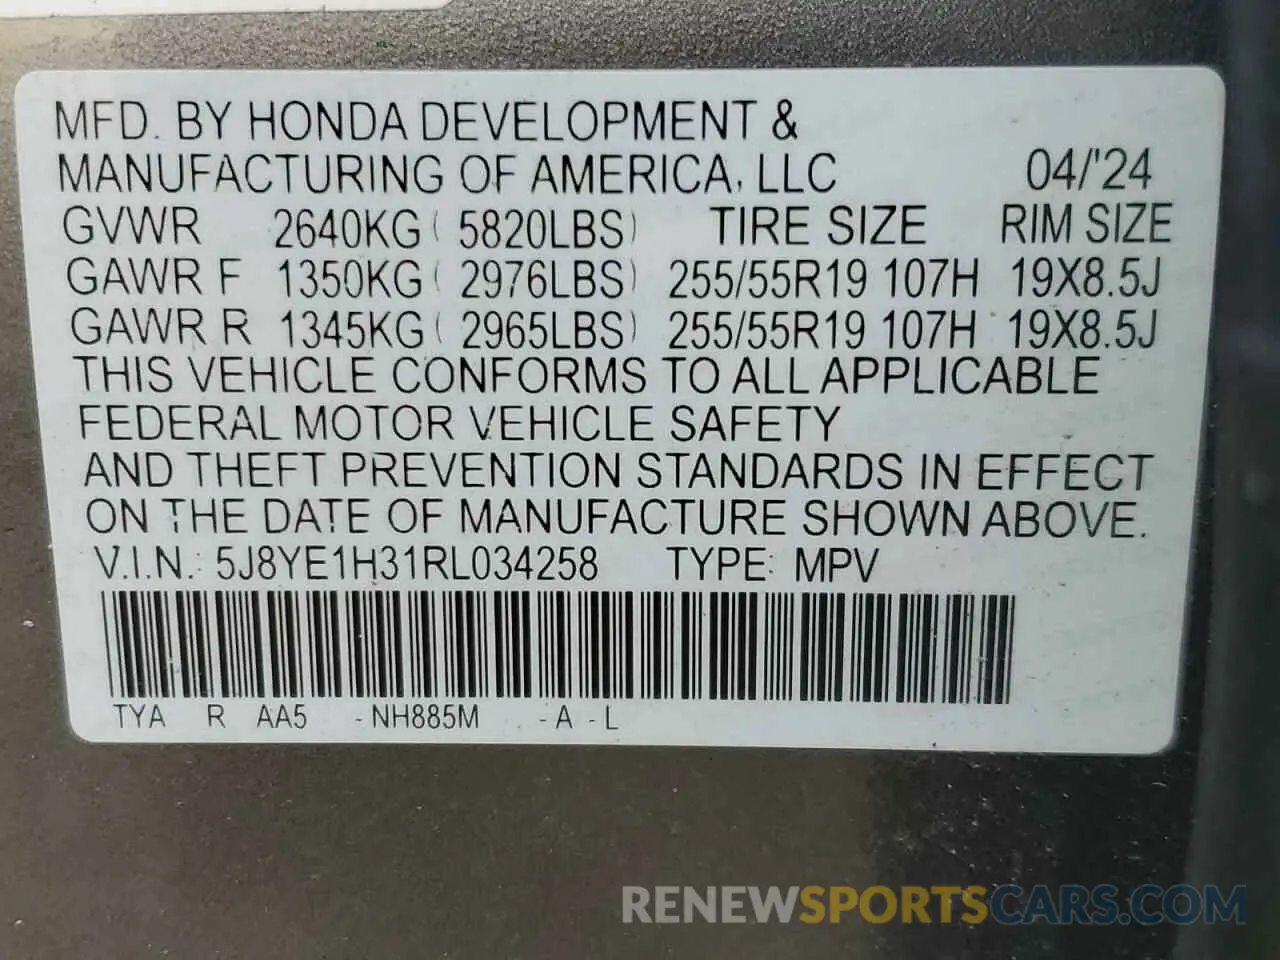 MFD. BY HONDA DEVELOPMENT &
MANUFACTURING OF AMERICA, LLC 04/'24
GVWR 2640KG ( 5820LBS) TIRE SIZE RIM SIZE
GAWR F 1350KG ( 2976LBS) 255/55R19 107H 19X8.5J
GAWR R 1345KG ( 2965LBS) 255/55R19 107H 19X8.5J
THIS VEHICLE CONFORMS TO ALL APPLICABLE
FEDERAL MOTOR VEHICLE SAFETY
AND THEFT PREVENTION STANDARDS IN EFFECT
ON THE DATE OF MANUFACTURE SHOWN ABOVE.
V.I.N.: 5J8YE1H31RL034258 TYPE: MPV
TYA R AA5 -NH885M -A -L
RENEWSPORTSCARS.COM